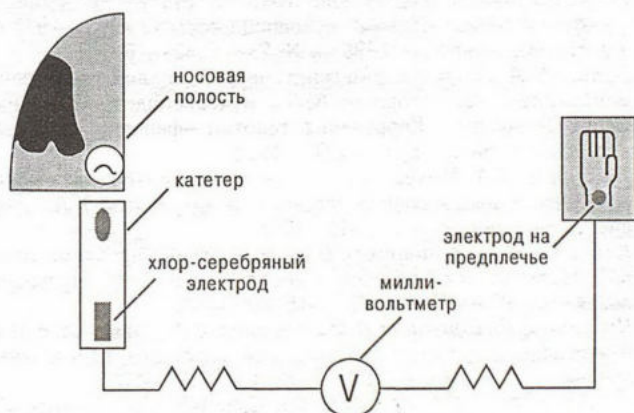 носовая
полость
катетер
хлор-серебряный
электрод
электрод на
предплечье
милли-
вольтметр
V